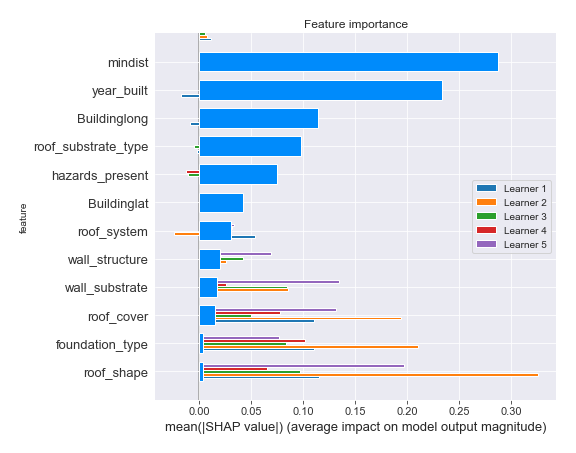 Feature importance
mindist
year_built
Buildinglong
roof_substrate_type
hazards_present
Buildinglat
roof_system
wall_structure
wall_substrate
roof_cover
foundation_type
roof_shape
feature
Learner 1
Learner 2
Learner 3
Learner 4
Learner 5
0.00 0.05 0.10 0.15 0.20 0.25 0.30
mean(|SHAP value|) (average impact on model output magnitude)